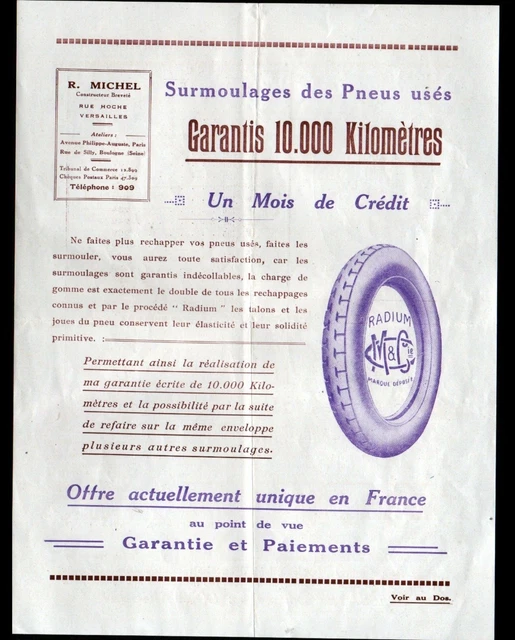 R. MICHEL
Constructeur Breveté
RUE HOCHE
VERSAILLES
Ateliers :
Avenue Philippe-Auguste, Paris
Rue de Silly, Boulogne (Seine)
Tribunal de Commerce 12.800
Chèques Postaux Paris 47.809
Téléphone : 909
Surmoulages des Pneus usés
Garantis 10.000 Kilomètres
Un Mois de Crédit
Ne faites plus rechapper vos pneus usés, faites les
surmouler, vous aurez toute satisfaction, car les
surmoulages sont garantis indécollables, la charge de
gomme est exactement le double de tous les rechappages
connus et par le procédé “ Radium ” les talons et les
joues du pneu conservent leur élasticité et leur solidité
primitive. :
Permettant ainsi la réalisation de
ma garantie écrite de 10.000 Kilo-
mètres et la possibilité par la suite
de refaire sur la même enveloppe
plusieurs autres surmoulages.
RADIUM
M & Cie
MARQUE DÉPOSÉE
Offre actuellement unique en France
au point de vue
Garantie et Paiements
Voir au Dos.